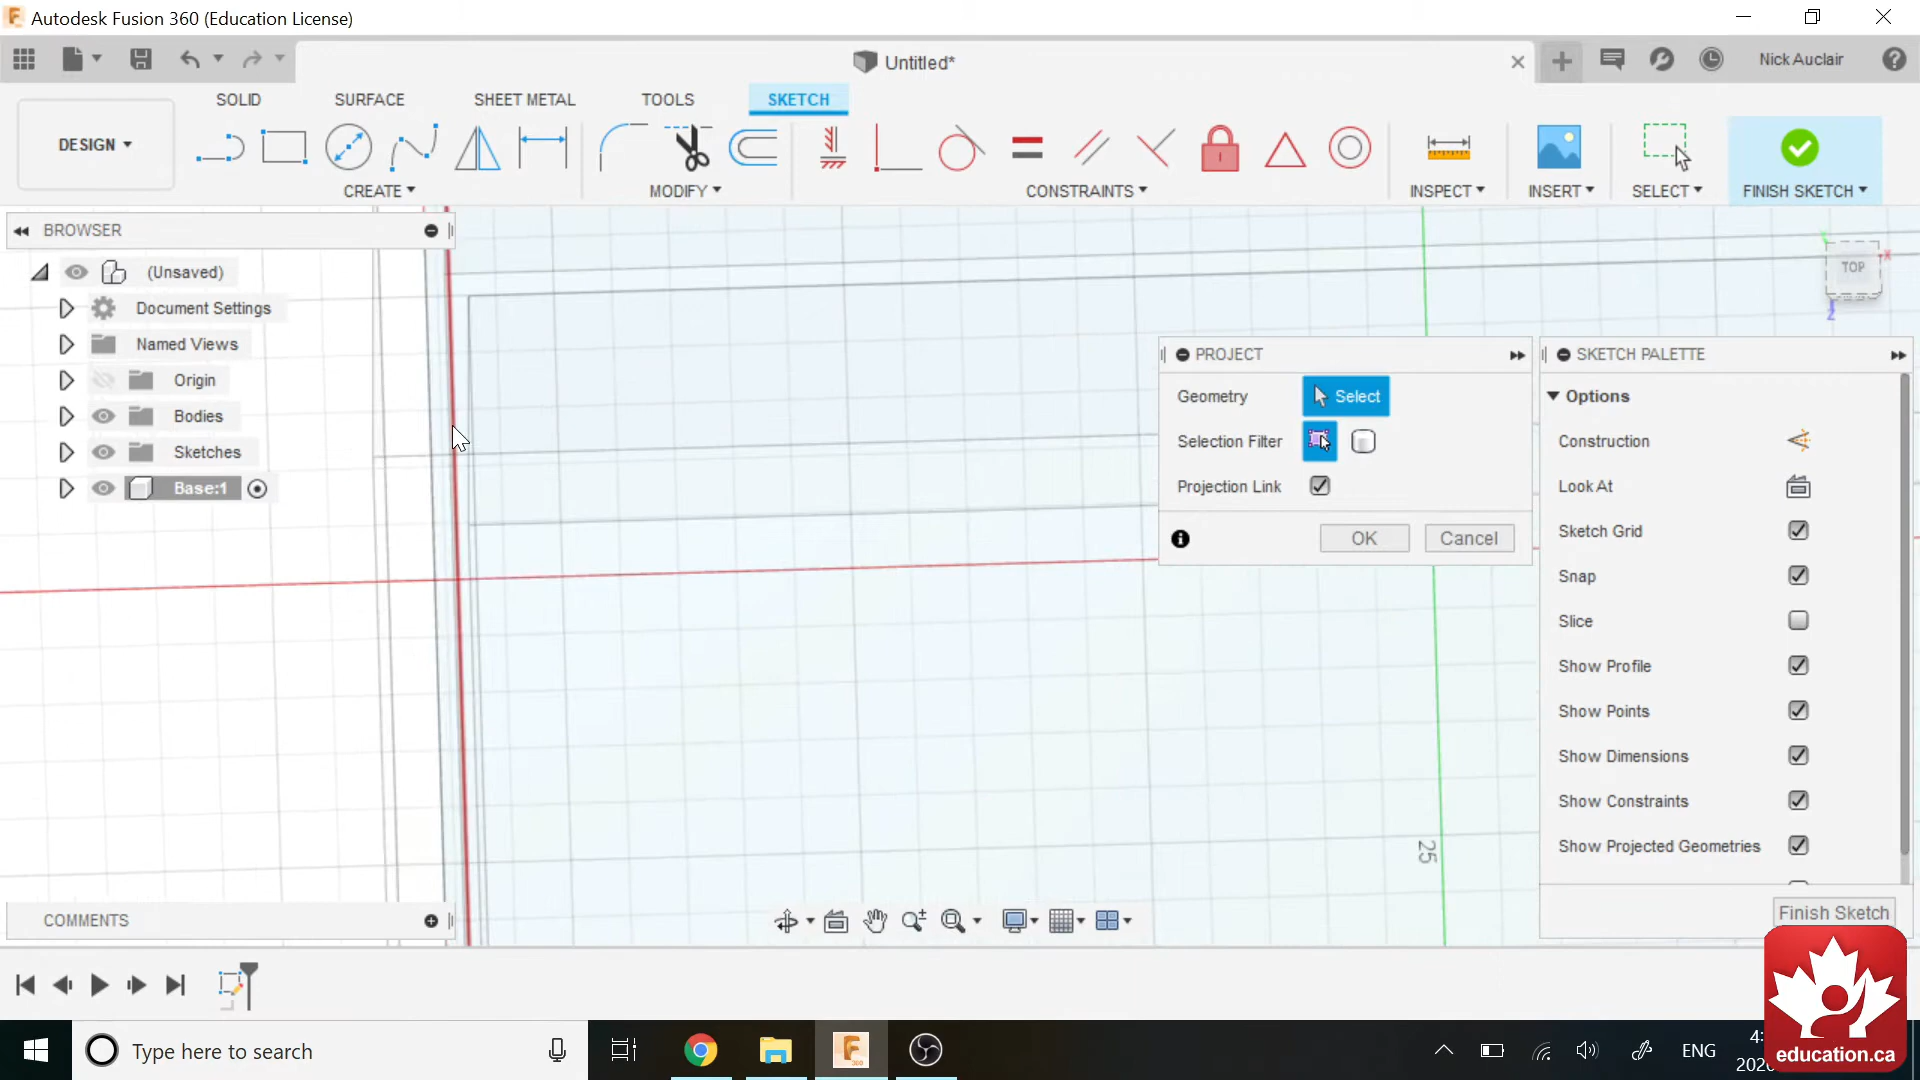 Autodesk Fusion 360 (Education License)
Untitled*
Nick Auclair
SOLID SURFACE SHEET METAL TOOLS SKETCH
DESIGN
CREATE MODIFY CONSTRAINTS INSPECT INSERT SELECT FINISH SKETCH
BROWSER
(Unsaved)
Document Settings
Named Views
Origin
Bodies
Sketches
Base:1
TOP
X
Z
PROJECT
Geometry Select
Selection Filter
Projection Link
OK Cancel
SKETCH PALETTE
Options
Construction
Look At
Sketch Grid
Snap
Slice
Show Profile
Show Points
Show Dimensions
Show Constraints
Show Projected Geometries
Finish Sketch
25
COMMENTS
Type here to search
ENG
education.ca